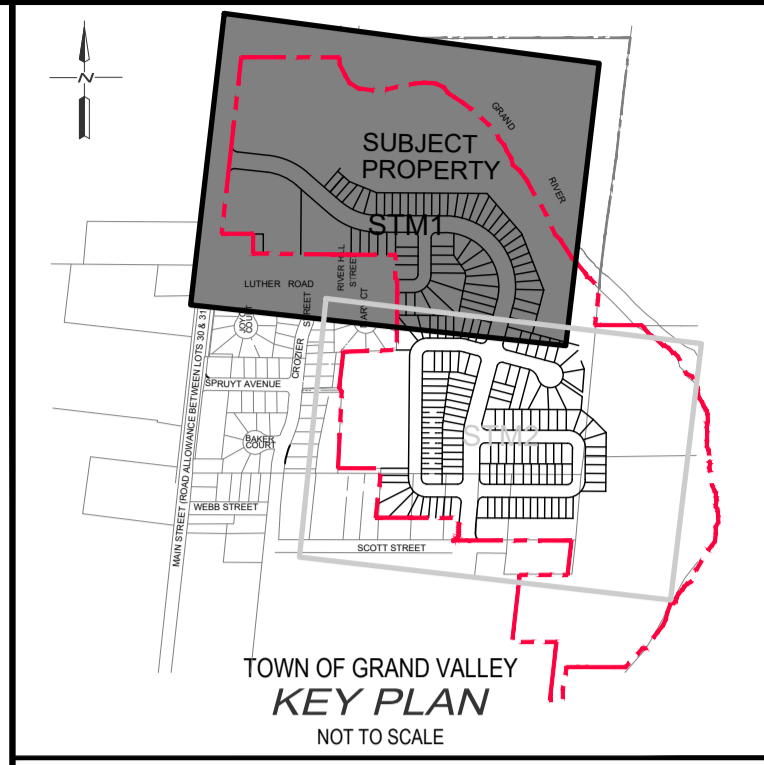 N
GRAND
RIVER
SUBJECT
PROPERTY
STM1
LUTHER ROAD
RIVER HILL
STREET
JOYCE
COURT
CROZIER
STREET
SPRUYT AVENUE
BAKER
COURT
STM2
WEBB STREET
SCOTT STREET
MAIN STREET (ROAD ALLOWANCE BETWEEN LOTS 30 & 31
TOWN OF GRAND VALLEY
KEY PLAN
NOT TO SCALE